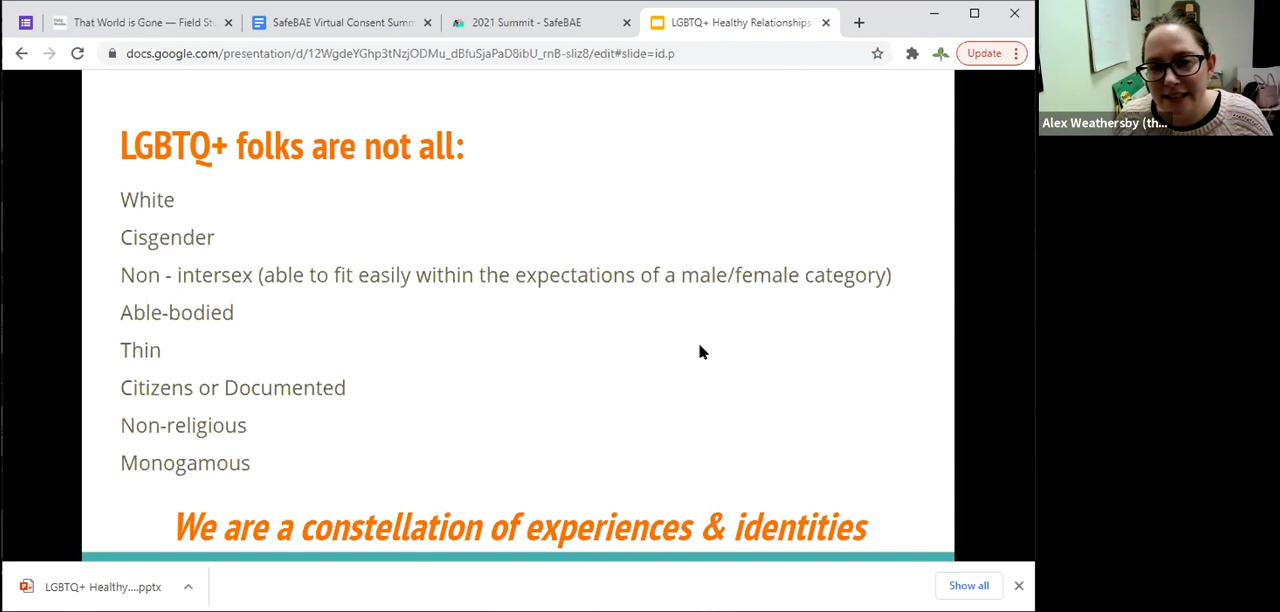 That World is Gone — Field St
SafeBAE Virtual Consent Summ
2021 Summit - SafeBAE
LGBTQ+ Healthy Relationships
docs.google.com/presentation/d/12WgdeYGhp3tNzjODMu_dBfuSjaPaD8ibU_rnB-sliz8/edit#slide=id.p
Update
Alex Weathersby (th...
LGBTQ+ folks are not all:
White
Cisgender
Non - intersex (able to fit easily within the expectations of a male/female category)
Able-bodied
Thin
Citizens or Documented
Non-religious
Monogamous
We are a constellation of experiences & identities
LGBTQ+ Healthy....pptx
Show all